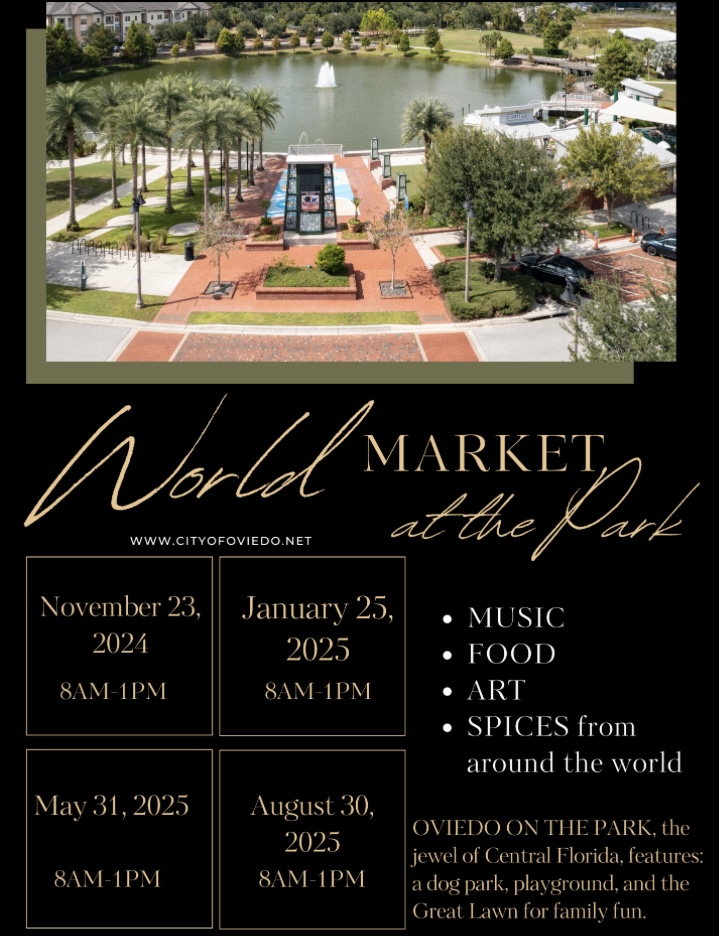 World MARKET
at the Park
WWW.CITYOFOVIEDO.NET
November 23,
2024
8AM-1PM
January 25,
2025
8AM-1PM
May 31, 2025
8AM-1PM
August 30,
2025
8AM-1PM
• MUSIC
• FOOD
• ART
• SPICES from
around the world
OVIEDO ON THE PARK, the
jewel of Central Florida, features:
a dog park, playground, and the
Great Lawn for family fun.